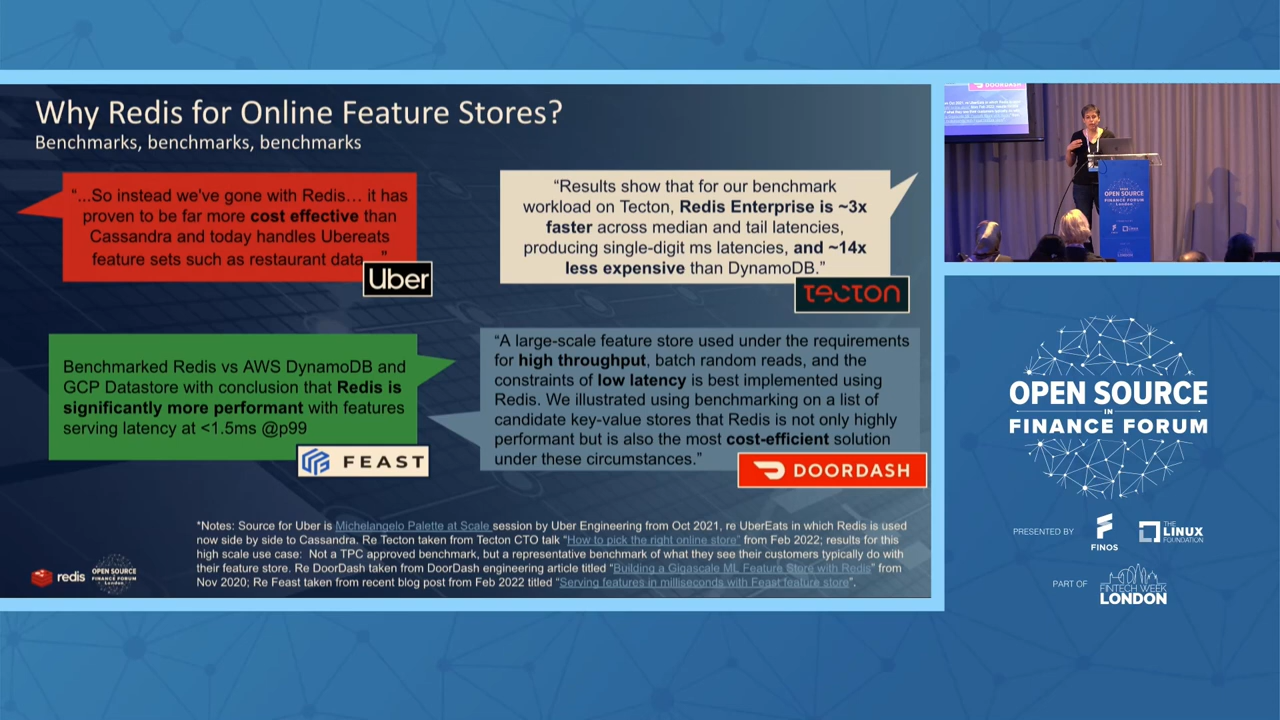 Why Redis for Online Feature Stores?
Benchmarks, benchmarks, benchmarks
“...So instead we've gone with Redis… it has
proven to be far more cost effective than
Cassandra and today handles Ubereats
feature sets such as restaurant data…”
Uber
“Results show that for our benchmark
workload on Tecton, Redis Enterprise is ~3x
faster across median and tail latencies,
producing single-digit ms latencies, and ~14x
less expensive than DynamoDB.”
TECTON
Benchmarked Redis vs AWS DynamoDB and
GCP Datastore with conclusion that Redis is
significantly more performant with features
serving latency at <1.5ms @p99
FEAST
“A large-scale feature store used under the requirements
for high throughput, batch random reads, and the
constraints of low latency is best implemented using
Redis. We illustrated using benchmarking on a list of
candidate key-value stores that Redis is not only highly
performant but is also the most cost-efficient solution
under these circumstances.”
DOORDASH
*Notes: Source for Uber is Michelangelo Palette at Scale session by Uber Engineering from Oct 2021, re UberEats in which Redis is used
now side by side to Cassandra. Re Tecton taken from Tecton CTO talk “How to pick the right online store” from Feb 2022; results for this
high scale use case: Not a TPC approved benchmark, but a representative benchmark of what they see their customers typically do with
their feature store. Re DoorDash taken from DoorDash engineering article titled “Building a Gigascale ML Feature Store with Redis” from
Nov 2020; Re Feast taken from recent blog post from Feb 2022 titled “Serving features in milliseconds with Feast feature store”.
redis
OPEN SOURCE
IN
FINANCE FORUM
London
DOORDASH
OPEN SOURCE
IN
FINANCE FORUM
London
OPEN SOURCE
IN
FINANCE FORUM
PRESENTED BY
FINOS
THE
LINUX
FOUNDATION
PART OF
FINTECH WEEK
LONDON